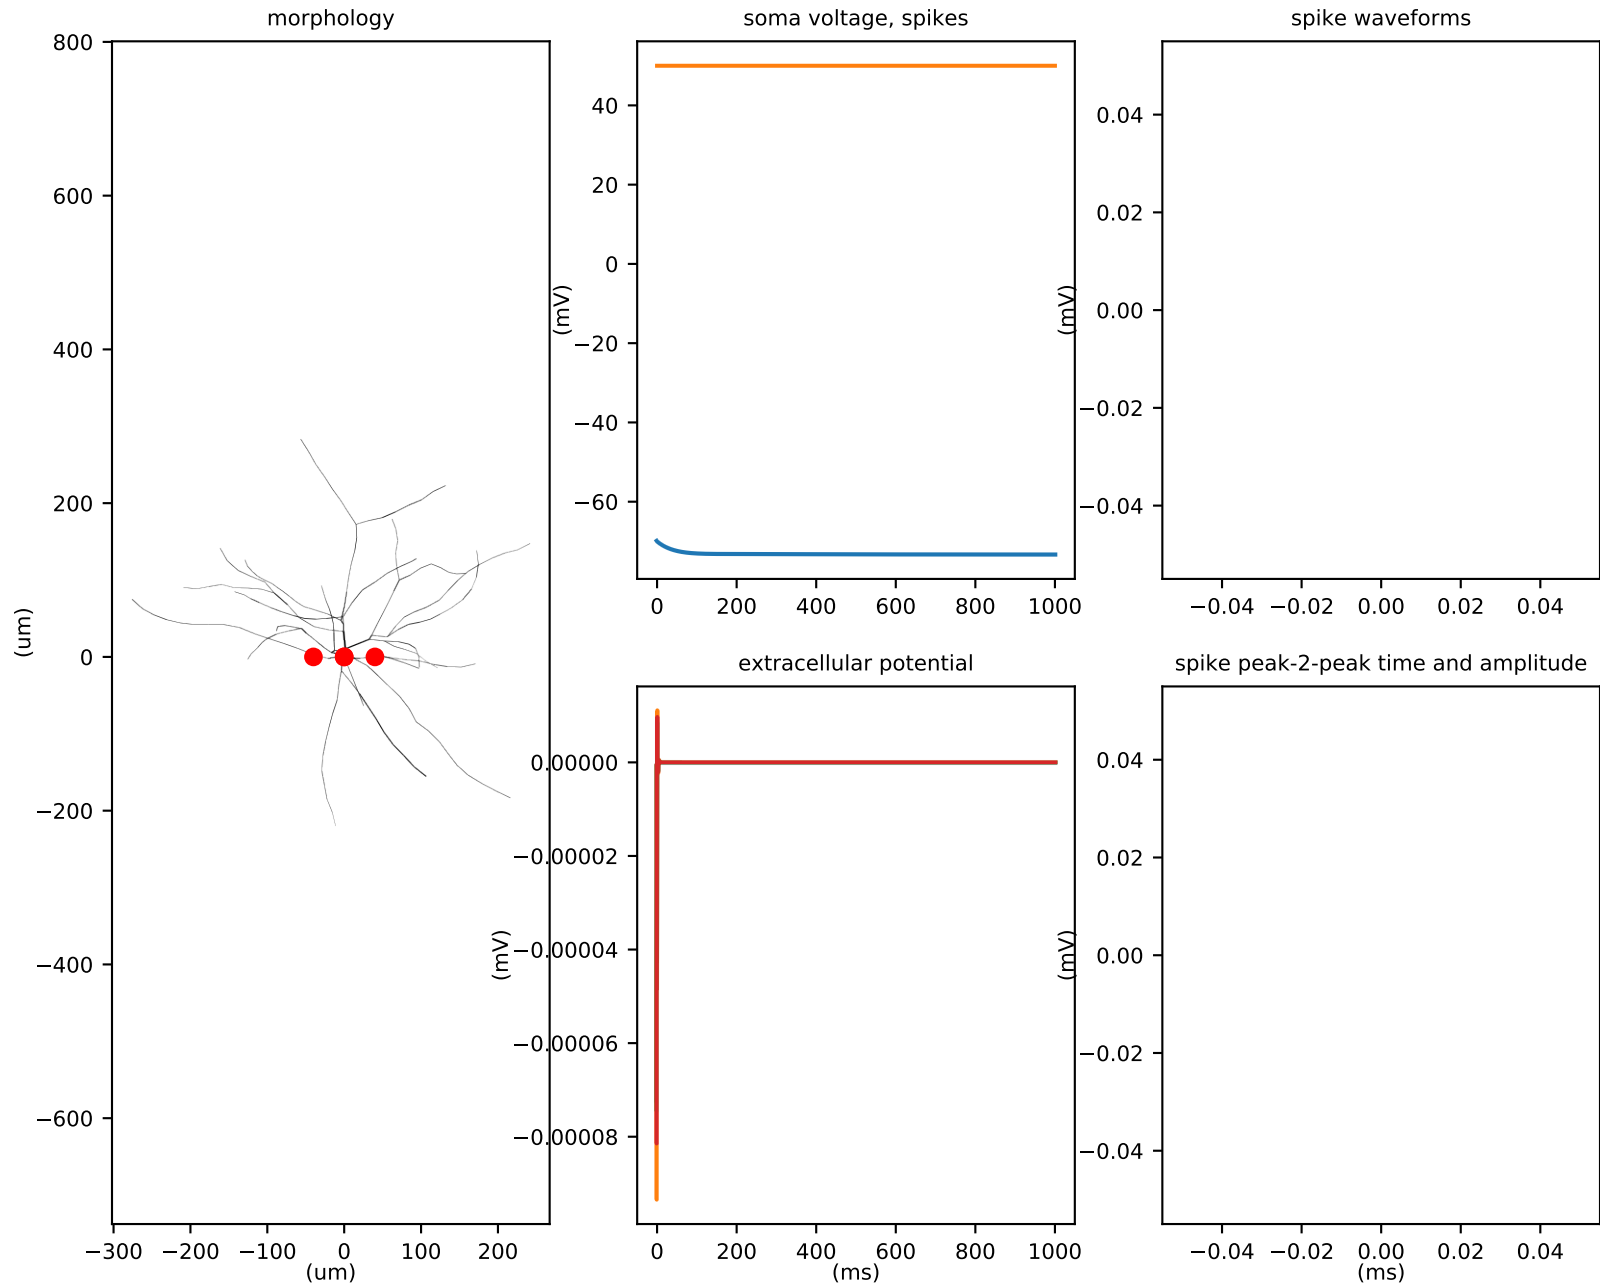 morphology
800
600
400
200
0
−200
−400
−600
(um)
−300 −200 −100 0 100 200
(um)
soma voltage, spikes
40
20
0
−20
−40
−60
(mV)
0 200 400 600 800 1000
spike waveforms
0.04
0.02
0.00
−0.02
−0.04
(mV)
−0.04 −0.02 0.00 0.02 0.04
extracellular potential
0.00000
−0.00002
−0.00004
−0.00006
−0.00008
(mV)
0 200 400 600 800 1000
(ms)
spike peak-2-peak time and amplitude
0.04
0.02
0.00
−0.02
−0.04
(mV)
−0.04 −0.02 0.00 0.02 0.04
(ms)